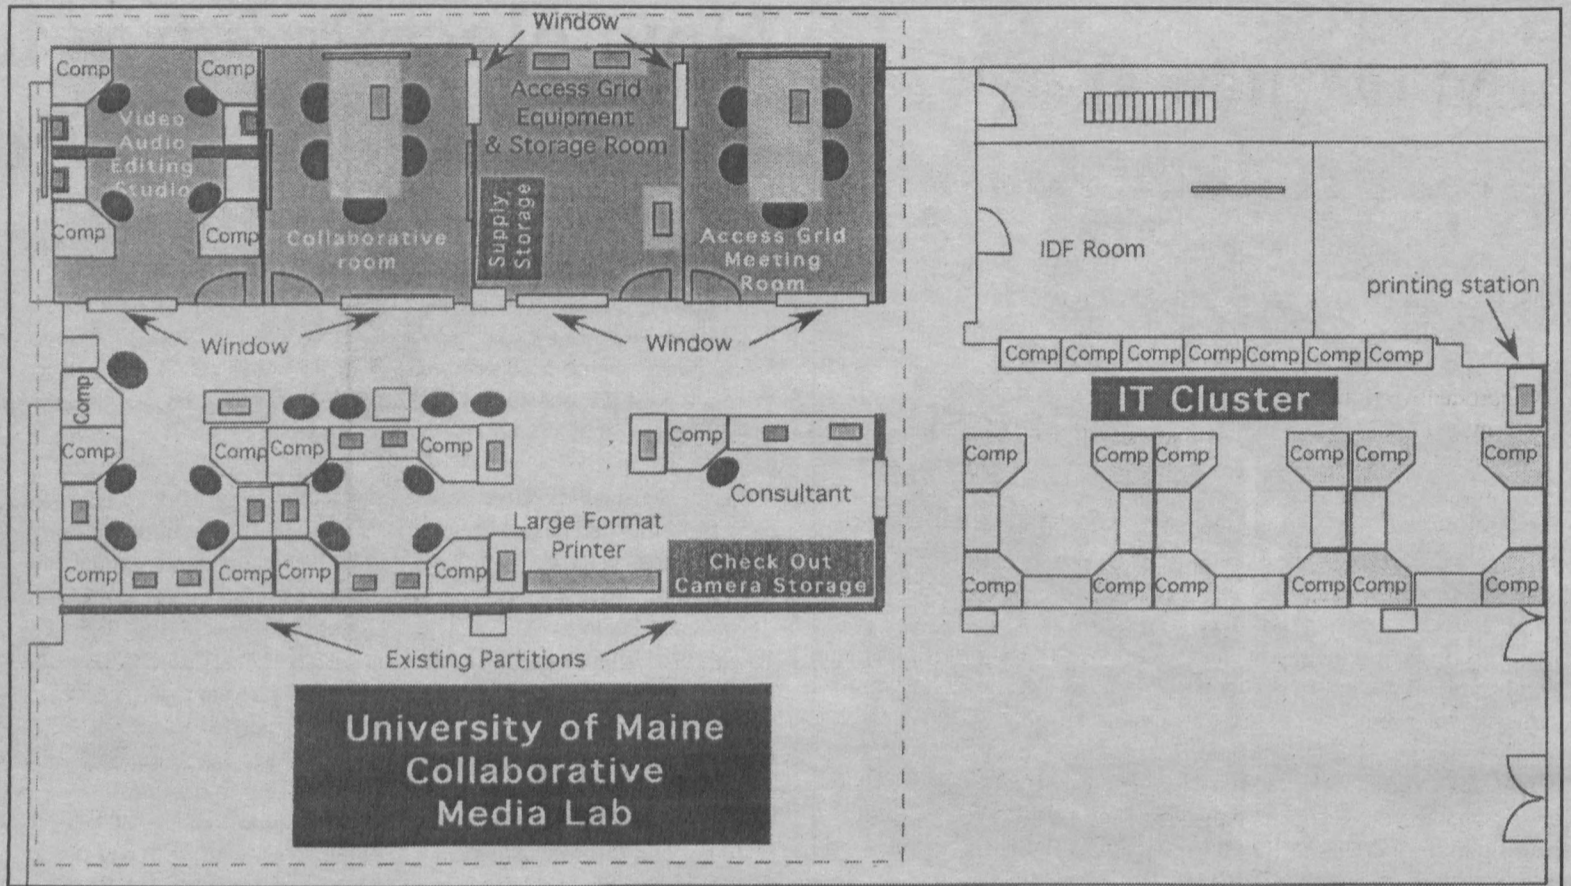 Window
Comp
Comp
Video
Audio
Editing
Studio
Comp
Comp
Collaborative
room
Access Grid
Equipment
& Storage Room
Supply,
Storage
Access Grid
Meeting
Room
IDF Room
printing station
Window
Window
Comp Comp Comp Comp Comp Comp Comp
IT Cluster
Comp
Comp
Comp Comp
Comp
Comp
Consultant
Large Format
Printer
Comp
Comp Comp
Comp
Check Out
Camera Storage
Comp
Comp Comp
Comp Comp
Comp
Comp
Comp Comp
Comp Comp
Comp
Existing Partitions
University of Maine
Collaborative
Media Lab